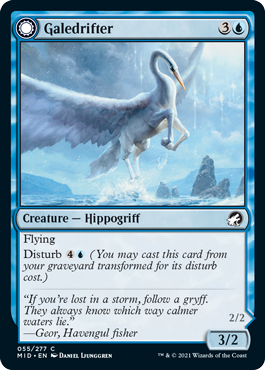 Galedrifter 3
Creature — Hippogriff
Flying
Disturb 4 (You may cast this card
from your graveyard transformed for its
disturb cost.)
"If you're lost in a storm, follow a gryff.
They always know which way calmer
waters lie."
—Geor, Havengul fisher
2/2
3/2
055/277 C
MID • EN Daniel Ljunggren
™ & © 2021 Wizards of the Coast